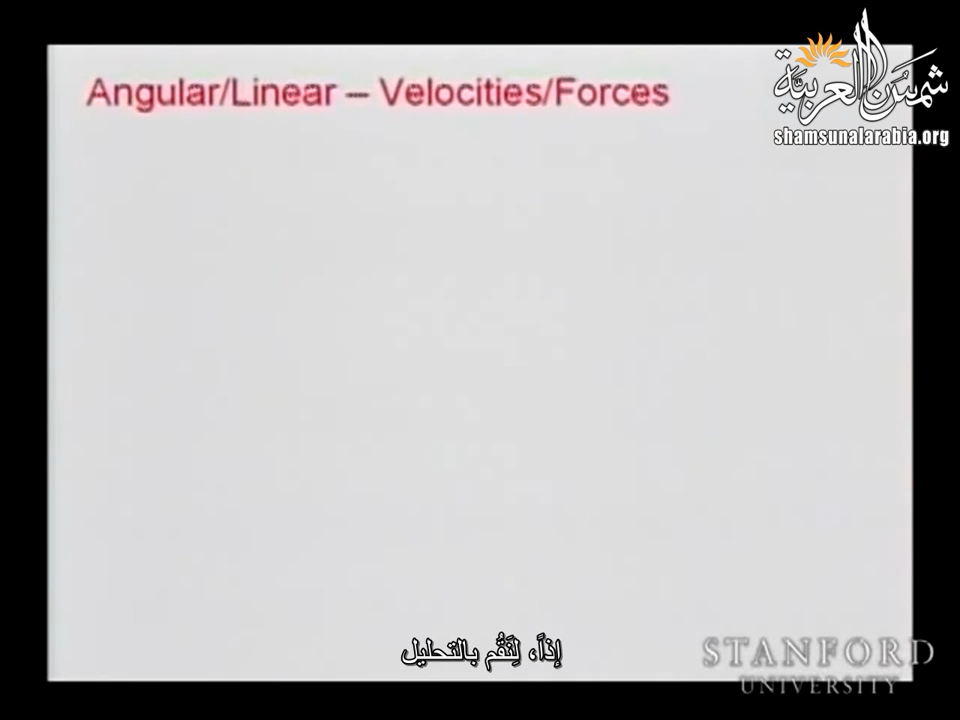 Angular/Linear – Velocities/Forces
شمس العربية
shamsunalarabia.org
إذاً، لِنَقُم بالتحليل
STANFORD
UNIVERSITY